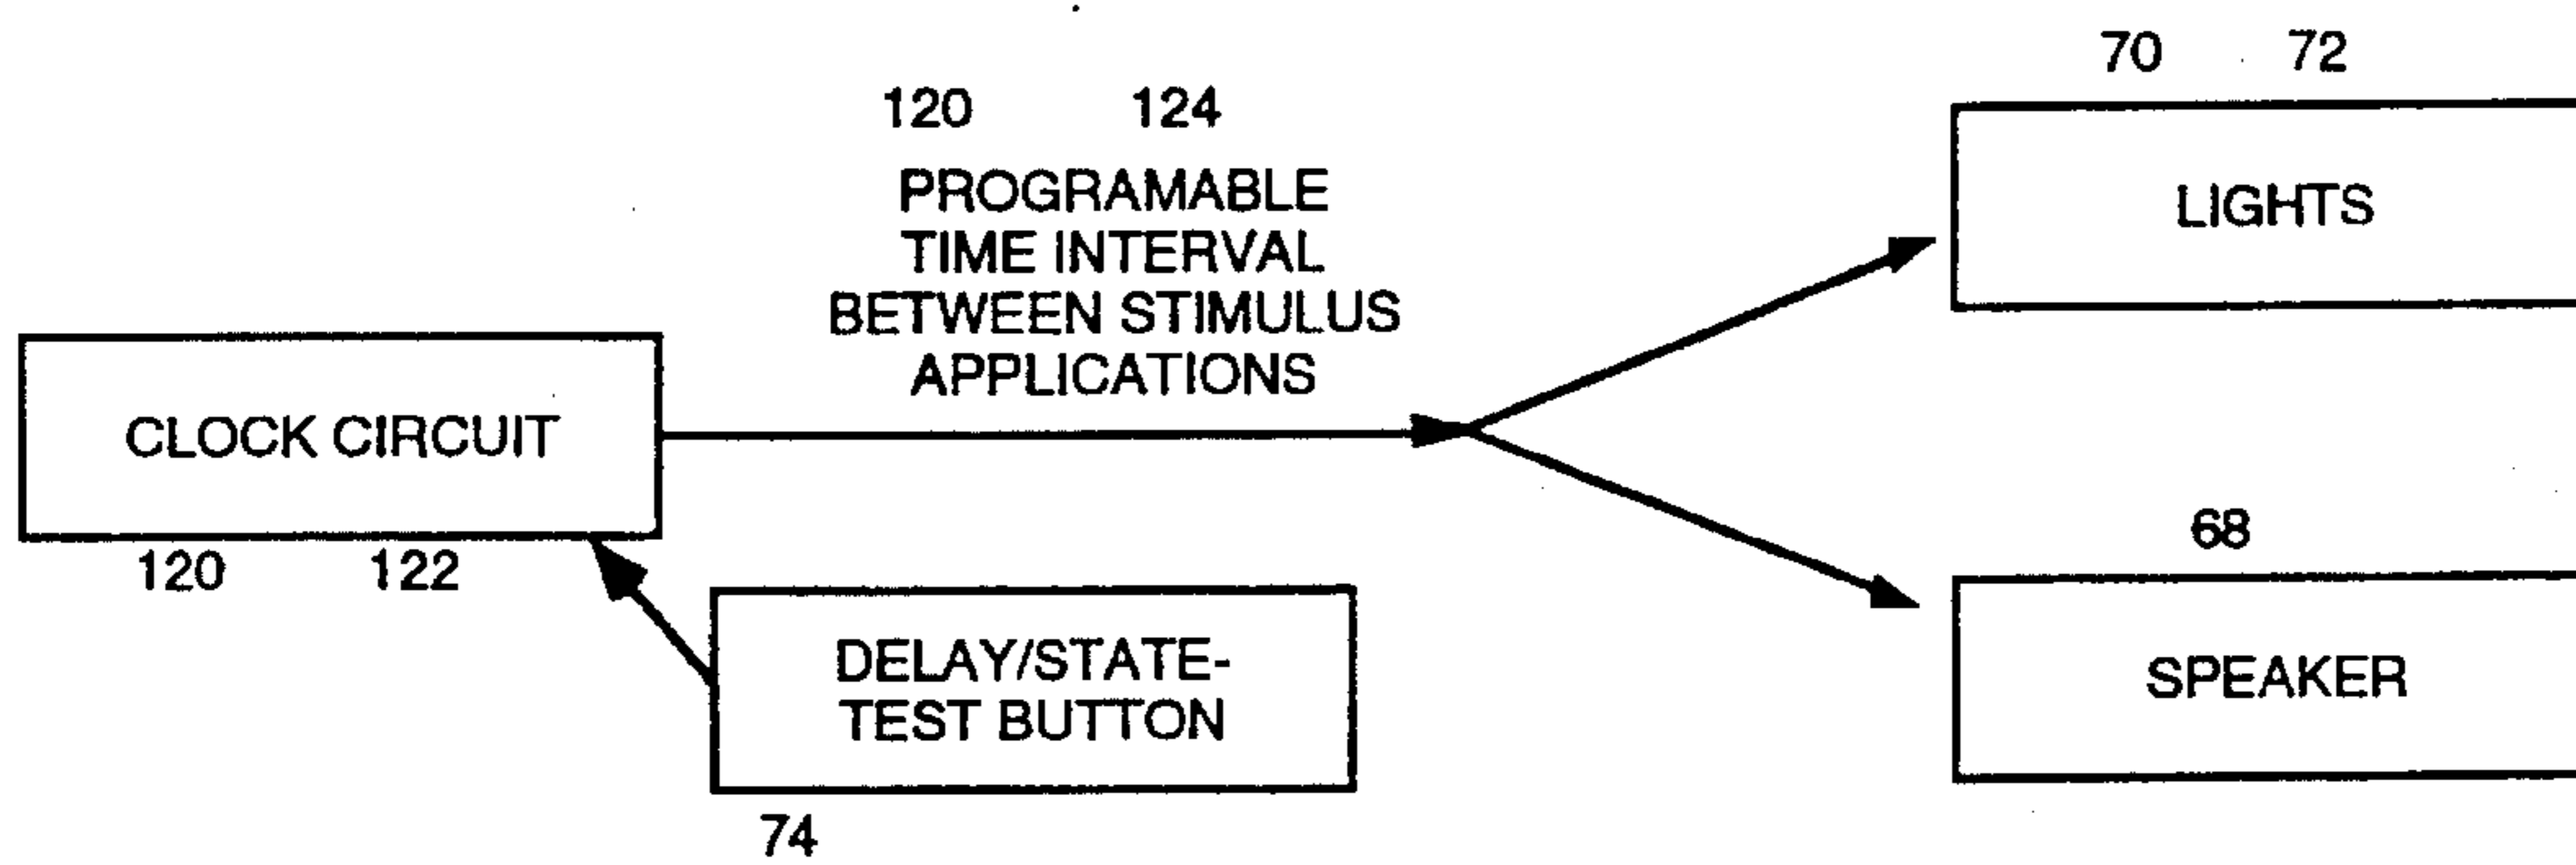 70 72
120 124
PROGRAMABLE
TIME INTERVAL
BETWEEN STIMULUS
APPLICATIONS
LIGHTS
CLOCK CIRCUIT
120 122
68
DELAY/STATE-
TEST BUTTON
SPEAKER
74